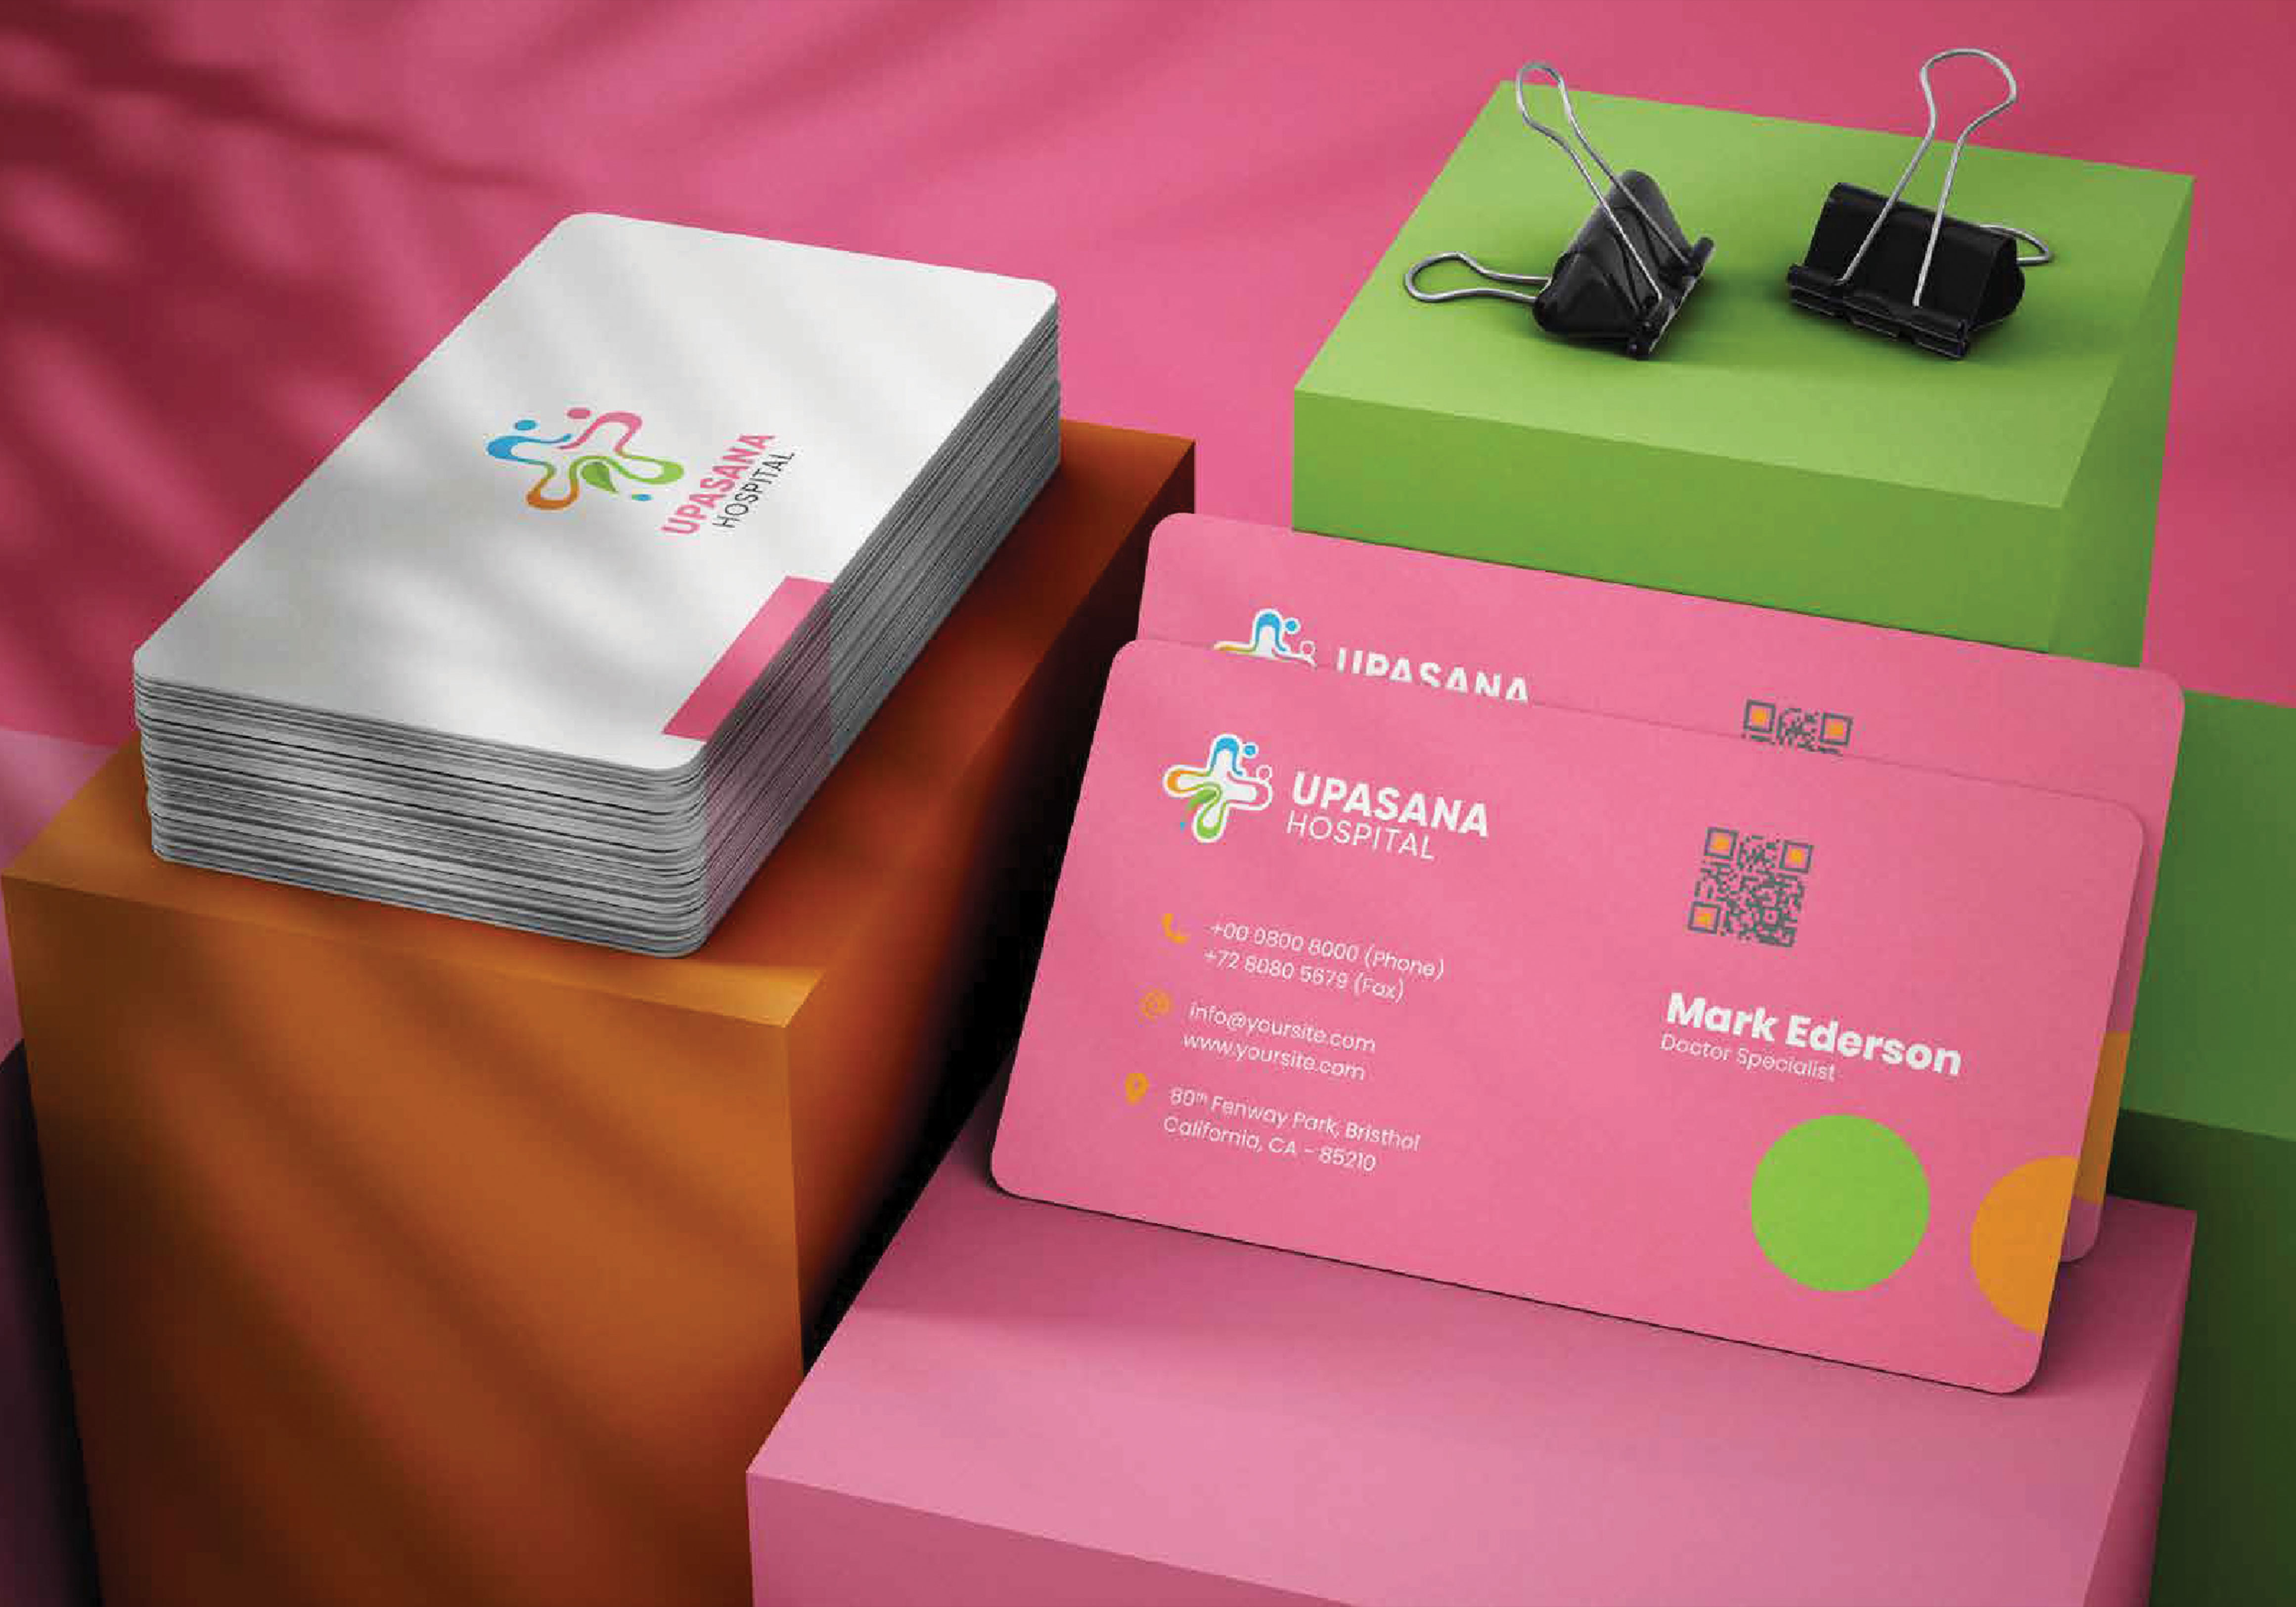 UPASANA
HOSPITAL
UPASANA
UPASANA
HOSPITAL
+00 0800 8000 (Phone)
+72 8080 5679 (Fax)
info@yoursite.com
www.yoursite.com
80th Fenway Park, Bristhol
California, CA - 85210
Mark Ederson
Doctor Specialist